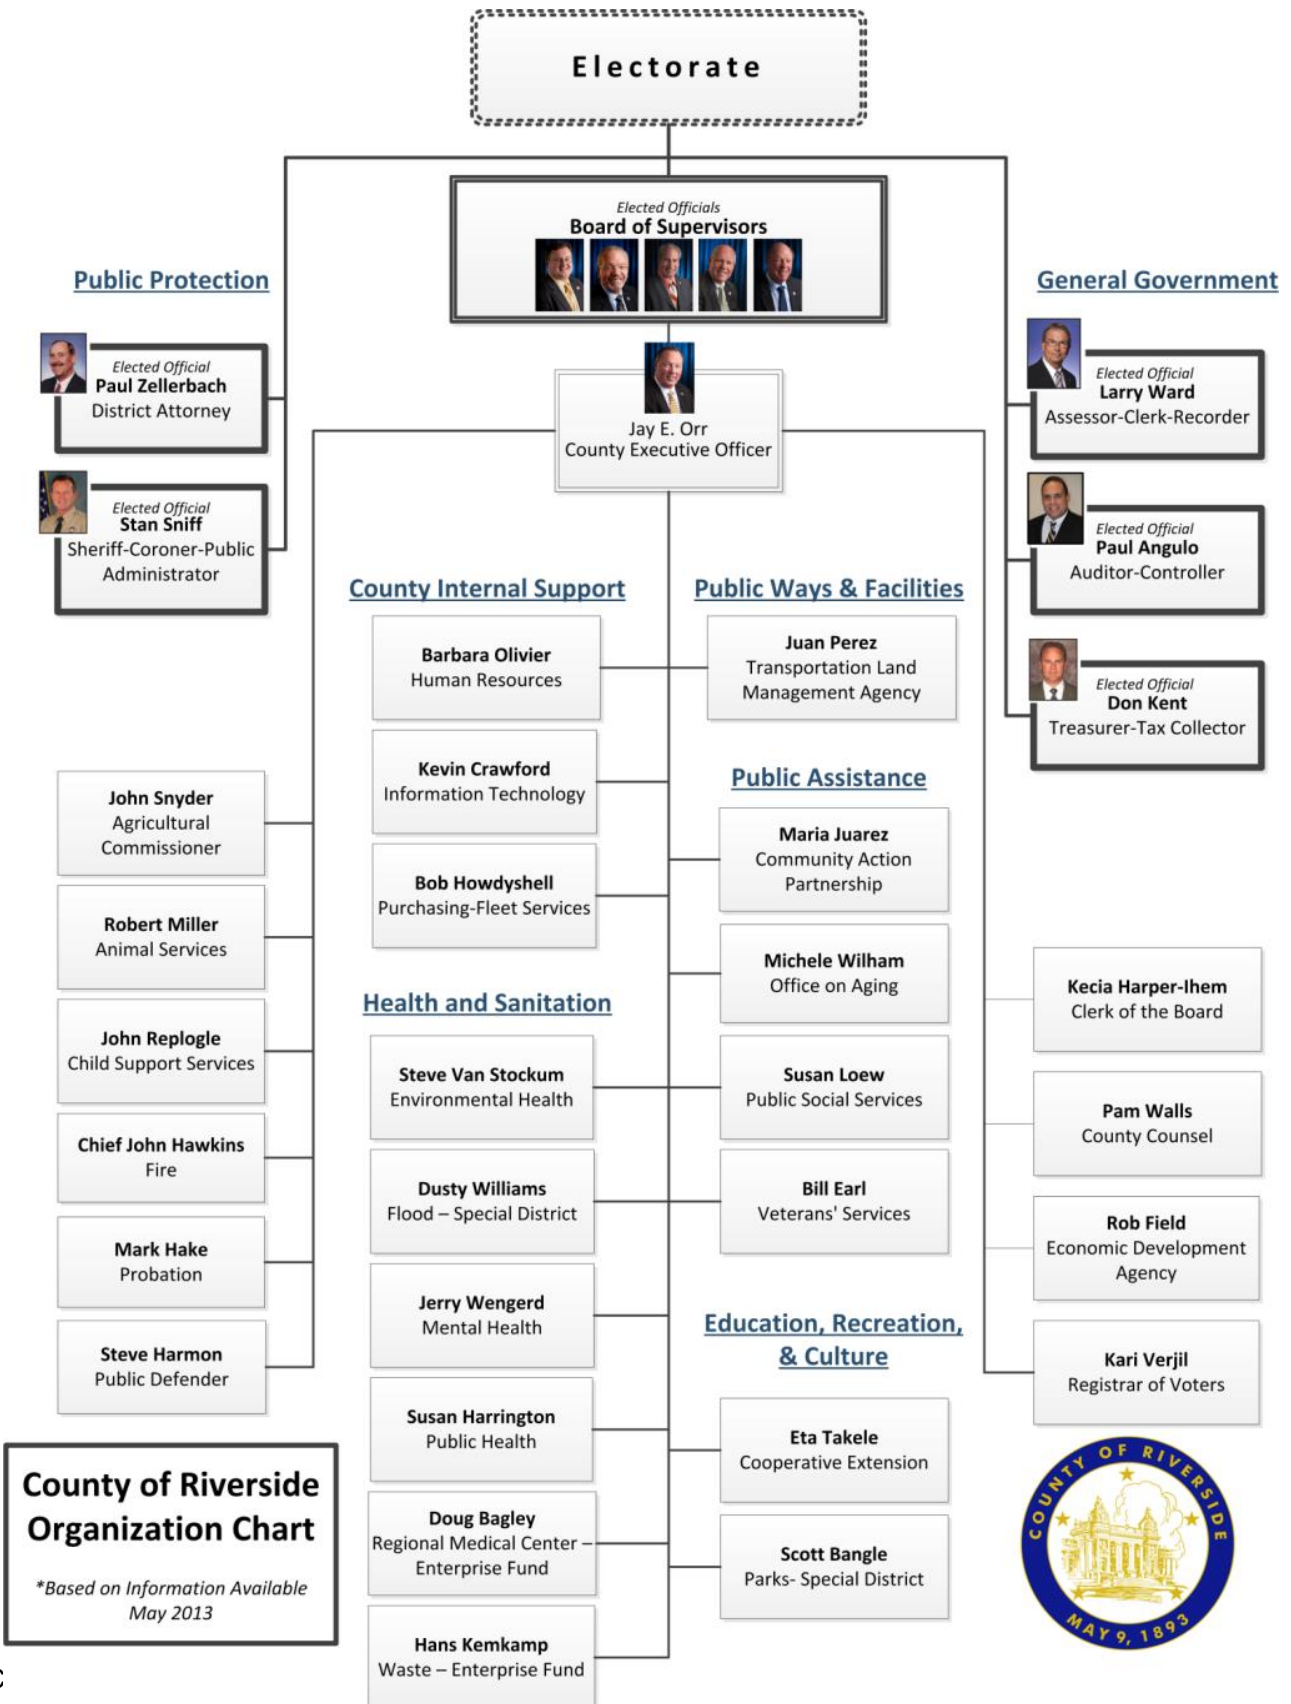 Electorate
Elected Officials
Board of Supervisors
Public Protection
General Government
Elected Official
Paul Zellerbach
District Attorney
Elected Official
Larry Ward
Assessor-Clerk-Recorder
Jay E. Orr
County Executive Officer
Elected Official
Stan Sniff
Sheriff-Coroner-Public
Administrator
Elected Official
Paul Angulo
Auditor-Controller
Elected Official
Don Kent
Treasurer-Tax Collector
John Snyder
Agricultural
Commissioner
Robert Miller
Animal Services
John Replogle
Child Support Services
Chief John Hawkins
Fire
Mark Hake
Probation
Steve Harmon
Public Defender
County Internal Support
Barbara Olivier
Human Resources
Kevin Crawford
Information Technology
Bob Howdyshell
Purchasing-Fleet Services
Health and Sanitation
Steve Van Stockum
Environmental Health
Dusty Williams
Flood – Special District
Jerry Wengerd
Mental Health
Susan Harrington
Public Health
Doug Bagley
Regional Medical Center –
Enterprise Fund
Hans Kemkamp
Waste – Enterprise Fund
Public Ways & Facilities
Juan Perez
Transportation Land
Management Agency
Public Assistance
Maria Juarez
Community Action
Partnership
Michele Wilham
Office on Aging
Susan Loew
Public Social Services
Bill Earl
Veterans' Services
Education, Recreation,
& Culture
Eta Takele
Cooperative Extension
Scott Bangle
Parks- Special District
Kecia Harper-Ihem
Clerk of the Board
Pam Walls
County Counsel
Rob Field
Economic Development
Agency
Kari Verjil
Registrar of Voters
County of Riverside
Organization Chart
*Based on Information Available
May 2013
COUNTY OF RIVERSIDE
MAY 9, 1893